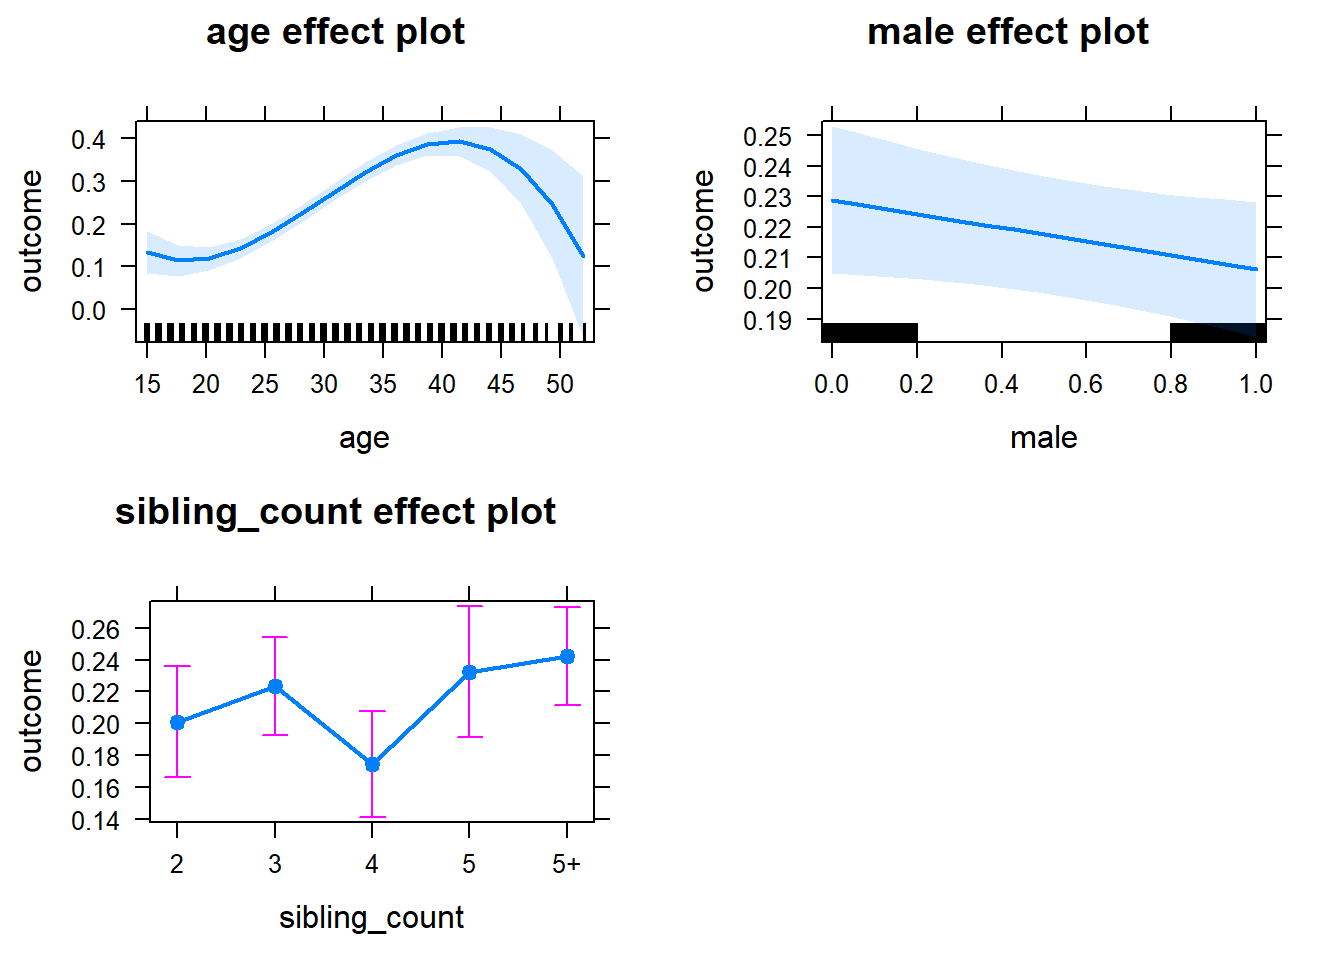 age effect plot
outcome
0.4
0.3
0.2
0.1
0.0
15 20 25 30 35 40 45 50
age
male effect plot
outcome
0.25
0.24
0.23
0.22
0.21
0.20
0.19
0.0 0.2 0.4 0.6 0.8 1.0
male
sibling_count effect plot
outcome
0.26
0.24
0.22
0.20
0.18
0.16
0.14
2 3 4 5 5+
sibling_count